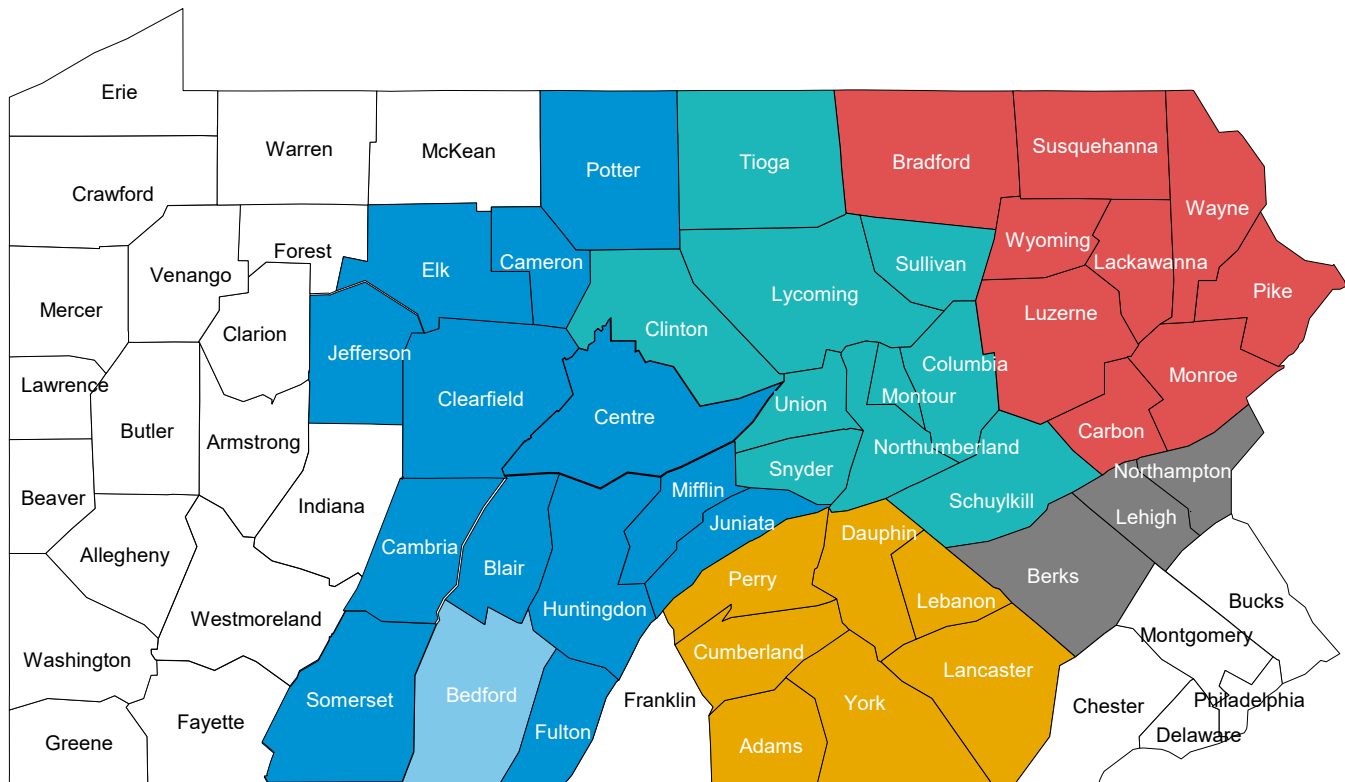 Erie
Warren
McKean
Potter
Tioga
Bradford
Susquehanna
Crawford
Wayne
Forest
Venango
Elk
Cameron
Sullivan
Wyoming
Lackawanna
Mercer
Lycoming
Pike
Clarion
Clinton
Luzerne
Jefferson
Columbia
Lawrence
Monroe
Clearfield
Centre
Union
Montour
Butler
Armstrong
Carbon
Northumberland
Snyder
Northampton
Beaver
Indiana
Mifflin
Schuylkill
Lehigh
Juniata
Allegheny
Cambria
Dauphin
Blair
Perry
Berks
Huntingdon
Lebanon
Bucks
Westmoreland
Montgomery
Washington
Cumberland
Lancaster
Somerset
Bedford
Franklin
York
Chester
Philadelphia
Fayette
Greene
Fulton
Adams
Delaware